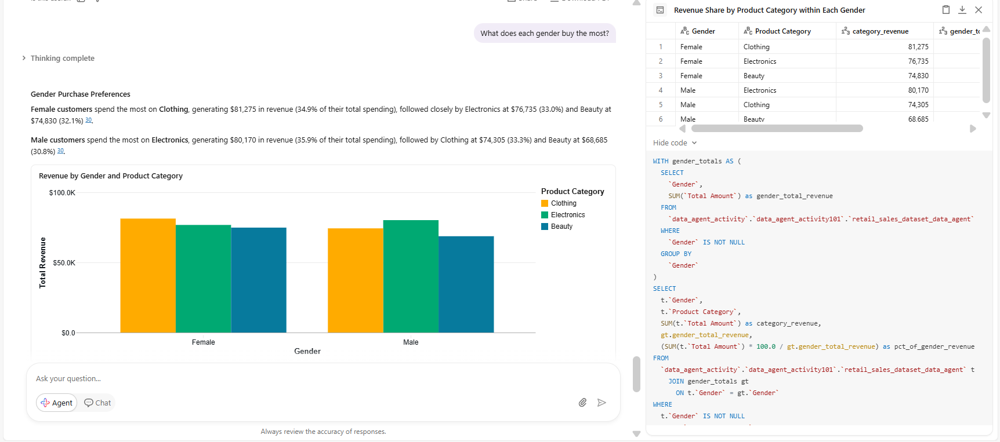 What does each gender buy the most?
Thinking complete
Gender Purchase Preferences
Female customers spend the most on Clothing, generating $81,275 in revenue (34.9% of their total spending), followed closely by Electronics at $76,735 (33.0%) and Beauty at
$74,830 (32.1%) 30.
Male customers spend the most on Electronics, generating $80,170 in revenue (35.9% of their total spending), followed by Clothing at $74,305 (33.3%) and Beauty at $68,685
(30.8%) 30.
Revenue by Gender and Product Category
$100.0K
$50.0K
$0.0
Total Revenue
Female
Male
Gender
Product Category
Clothing
Electronics
Beauty
Ask your question...
Agent
Chat
Always review the accuracy of responses.
Revenue Share by Product Category within Each Gender
Gender Product Category category_revenue gender_to
1 Female Clothing 81,275
2 Female Electronics 76,735
3 Female Beauty 74,830
4 Male Electronics 80,170
5 Male Clothing 74,305
6 Male Beauty 68,685
Hide code
WITH gender_totals AS (
SELECT
`Gender`,
SUM(`Total Amount`) as gender_total_revenue
FROM
`data_agent_activity`.`data_agent_activity101`.`retail_sales_dataset_data_agent`
WHERE
`Gender` IS NOT NULL
GROUP BY
`Gender`
)
SELECT
t.`Gender`,
t.`Product Category`,
SUM(t.`Total Amount`) as category_revenue,
gt.gender_total_revenue,
(SUM(t.`Total Amount`) * 100.0 / gt.gender_total_revenue) as pct_of_gender_revenue
FROM
`data_agent_activity`.`data_agent_activity101`.`retail_sales_dataset_data_agent` t
JOIN gender_totals gt
ON t.`Gender` = gt.`Gender`
WHERE
t.`Gender` IS NOT NULL